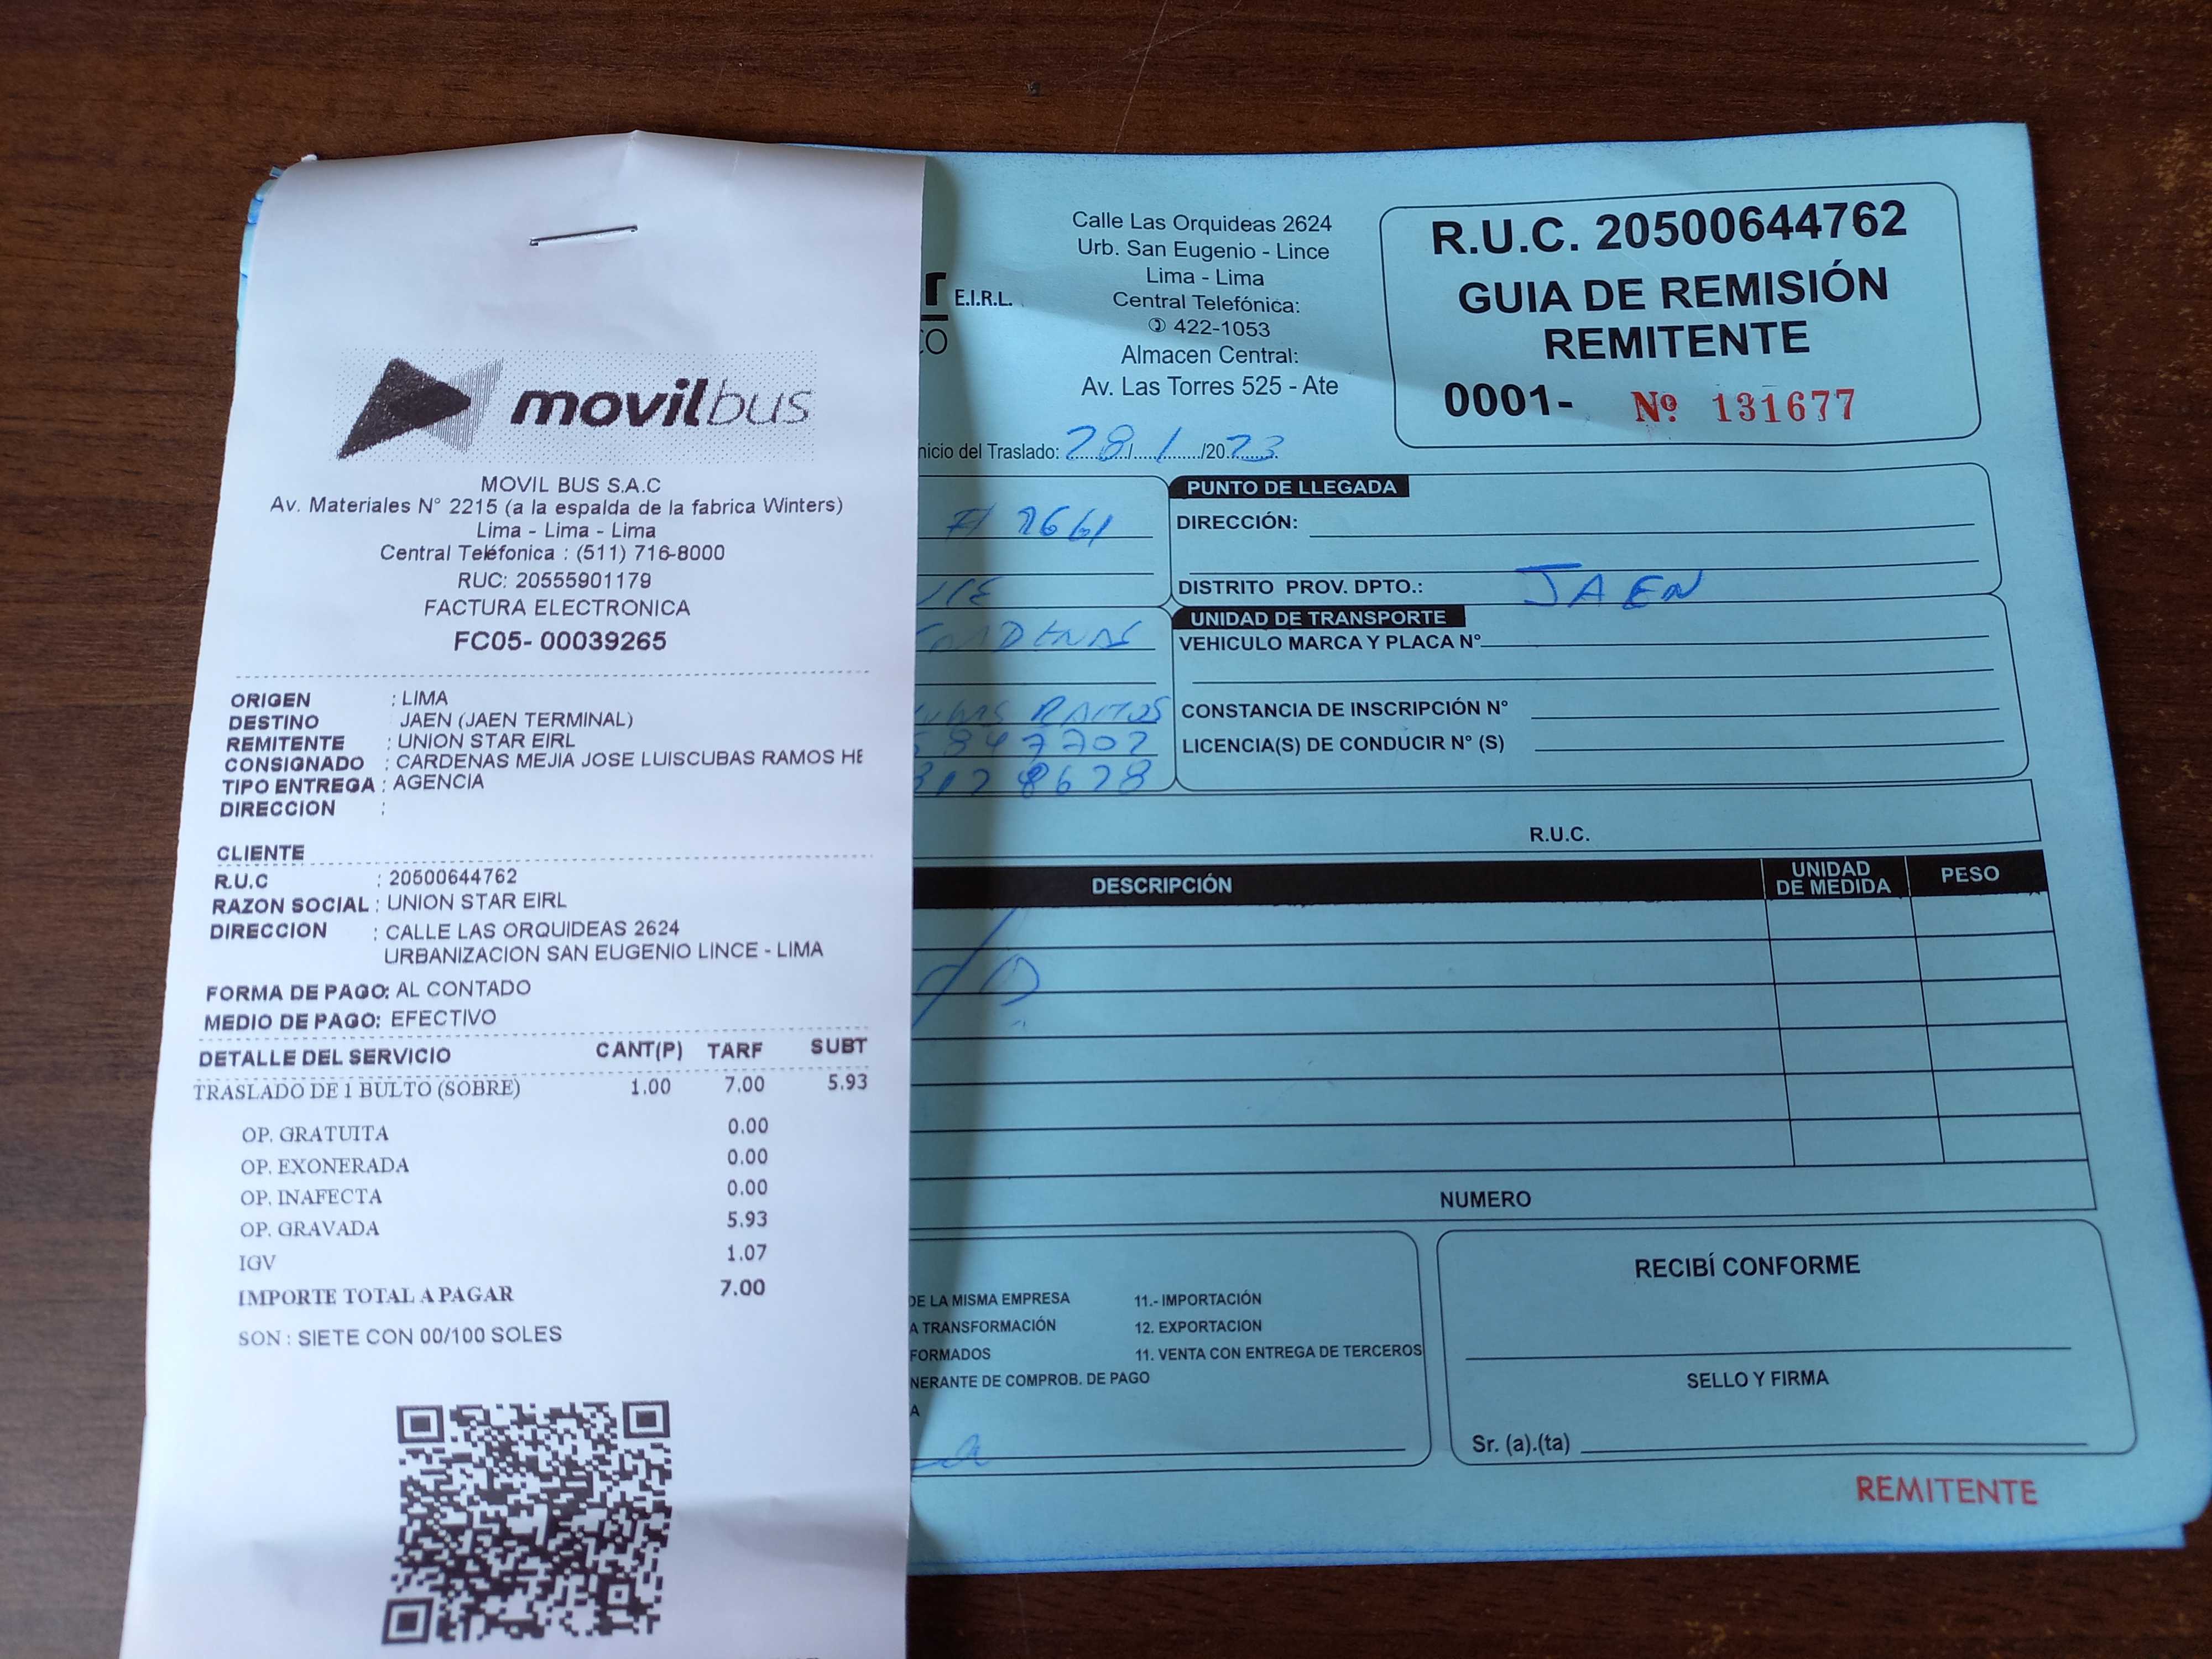 movilbus
MOVIL BUS S.A.C
Av. Materiales N° 2215 (a la espalda de la fabrica Winters)
Lima - Lima - Lima
Central Teléfonica : (511) 716-8000
RUC: 20555901179
FACTURA ELECTRONICA
FC05- 00039265
ORIGEN : LIMA
DESTINO JAEN (JAEN TERMINAL)
REMITENTE : UNION STAR EIRL
CONSIGNADO : CARDENAS MEJIA JOSE LUISCUBAS RAMOS HE
TIPO ENTREGA : AGENCIA
DIRECCION :
CLIENTE
R.U.C : 20500644762
RAZON SOCIAL : UNION STAR EIRL
DIRECCION : CALLE LAS ORQUIDEAS 2624
URBANIZACION SAN EUGENIO LINCE - LIMA
FORMA DE PAGO: AL CONTADO
MEDIO DE PAGO: EFECTIVO
DETALLE DEL SERVICIO CANT(P) TARF SUBT
TRASLADO DE 1 BULTO (SOBRE) 1.00 7.00 5.93
OP. GRATUITA 0.00
OP. EXONERADA 0.00
OP. INAFECTA 0.00
OP. GRAVADA 5.93
IGV 1.07
IMPORTE TOTAL A PAGAR 7.00
SON : SIETE CON 00/100 SOLES
E.I.R.L.
Calle Las Orquideas 2624
Urb. San Eugenio - Lince
Lima - Lima
Central Telefónica:
422-1053
Almacen Central:
Av. Las Torres 525 - Ate
R.U.C. 20500644762
GUIA DE REMISIÓN
REMITENTE
0001- Nº 131677
nicio del Traslado: 28/1/2023
PUNTO DE LLEGADA
DIRECCIÓN:
DISTRITO PROV. DPTO.: JAEN
UNIDAD DE TRANSPORTE
VEHICULO MARCA Y PLACA N°
RAMOS CONSTANCIA DE INSCRIPCIÓN N°
LICENCIA(S) DE CONDUCIR N° (S)
R.U.C.
DESCRIPCIÓN UNIDAD DE MEDIDA PESO
NUMERO
DE LA MISMA EMPRESA 11.- IMPORTACIÓN
A TRANSFORMACIÓN 12. EXPORTACION
FORMADOS 11. VENTA CON ENTREGA DE TERCEROS
NERANTE DE COMPROB. DE PAGO
A
RECIBÍ CONFORME
SELLO Y FIRMA
Sr. (a).(ta)
REMITENTE